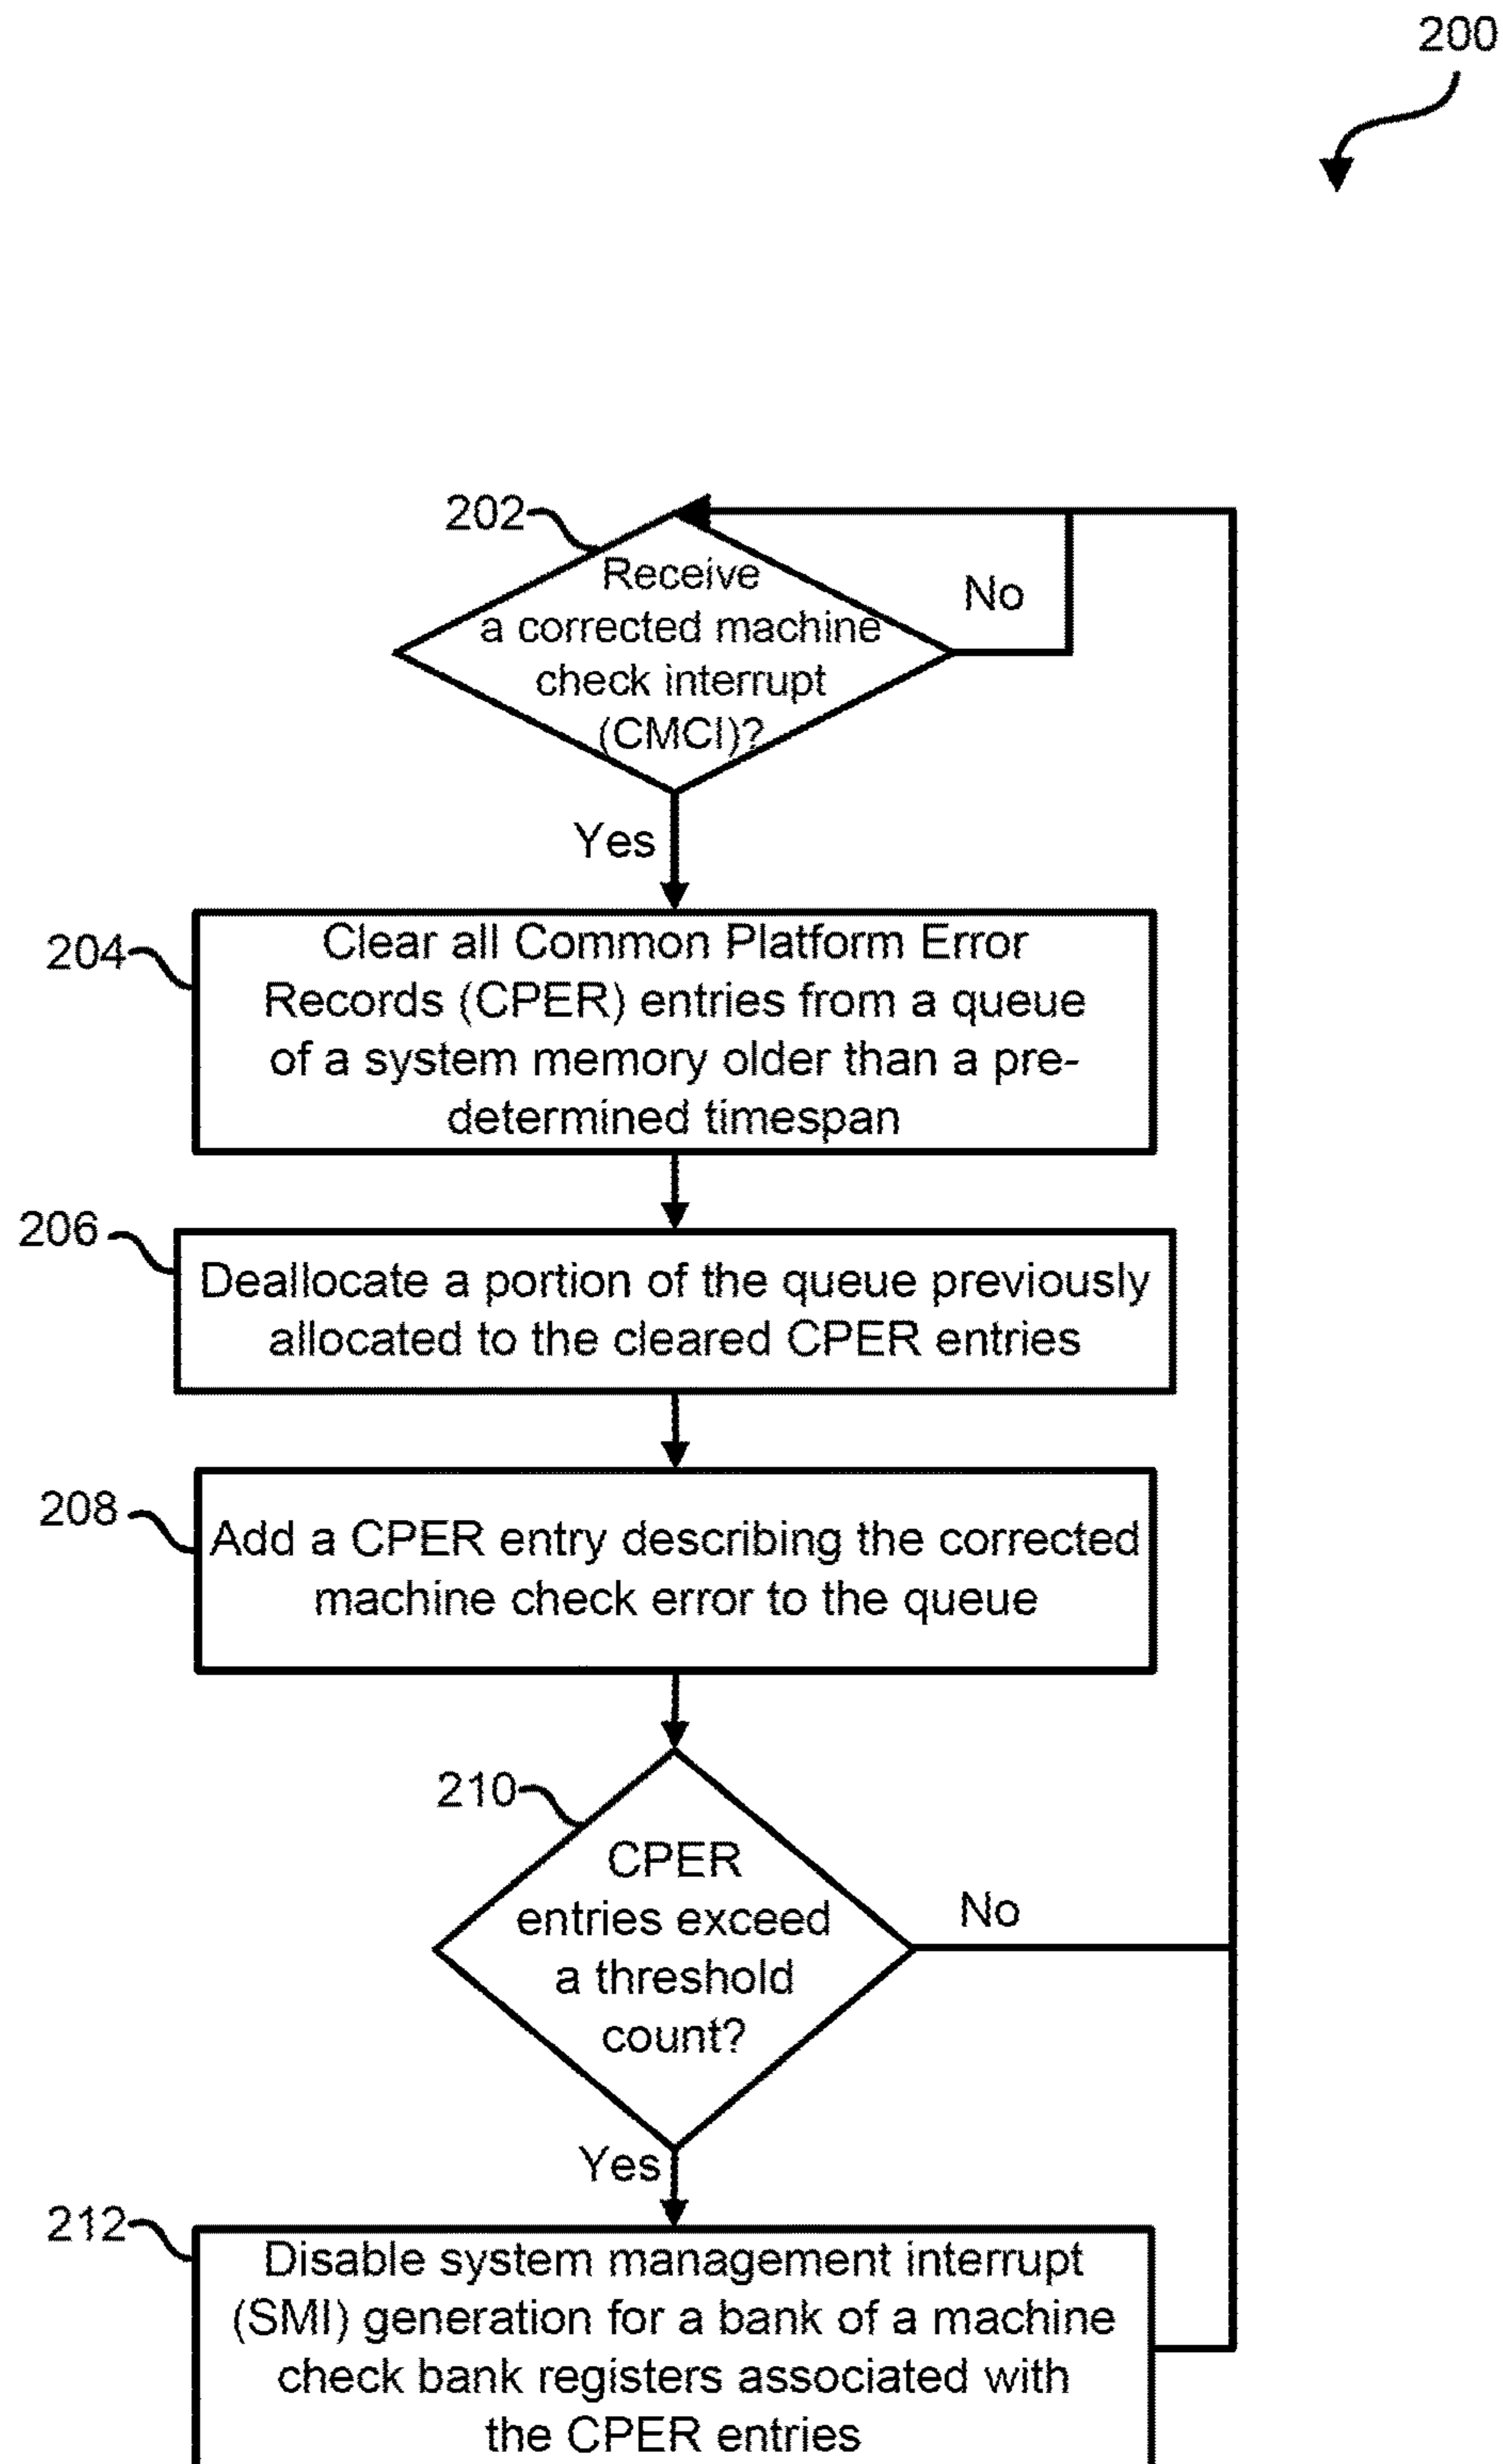 200
202
Receive
a corrected machine
check interrupt
(CMCI)?
No
Yes
204
Clear all Common Platform Error
Records (CPER) entries from a queue
of a system memory older than a pre-
determined timespan
206
Deallocate a portion of the queue previously
allocated to the cleared CPER entries
208
Add a CPER entry describing the corrected
machine check error to the queue
210
CPER
entries exceed
a threshold
count?
No
Yes
212
Disable system management interrupt
(SMI) generation for a bank of a machine
check bank registers associated with
the CPER entries